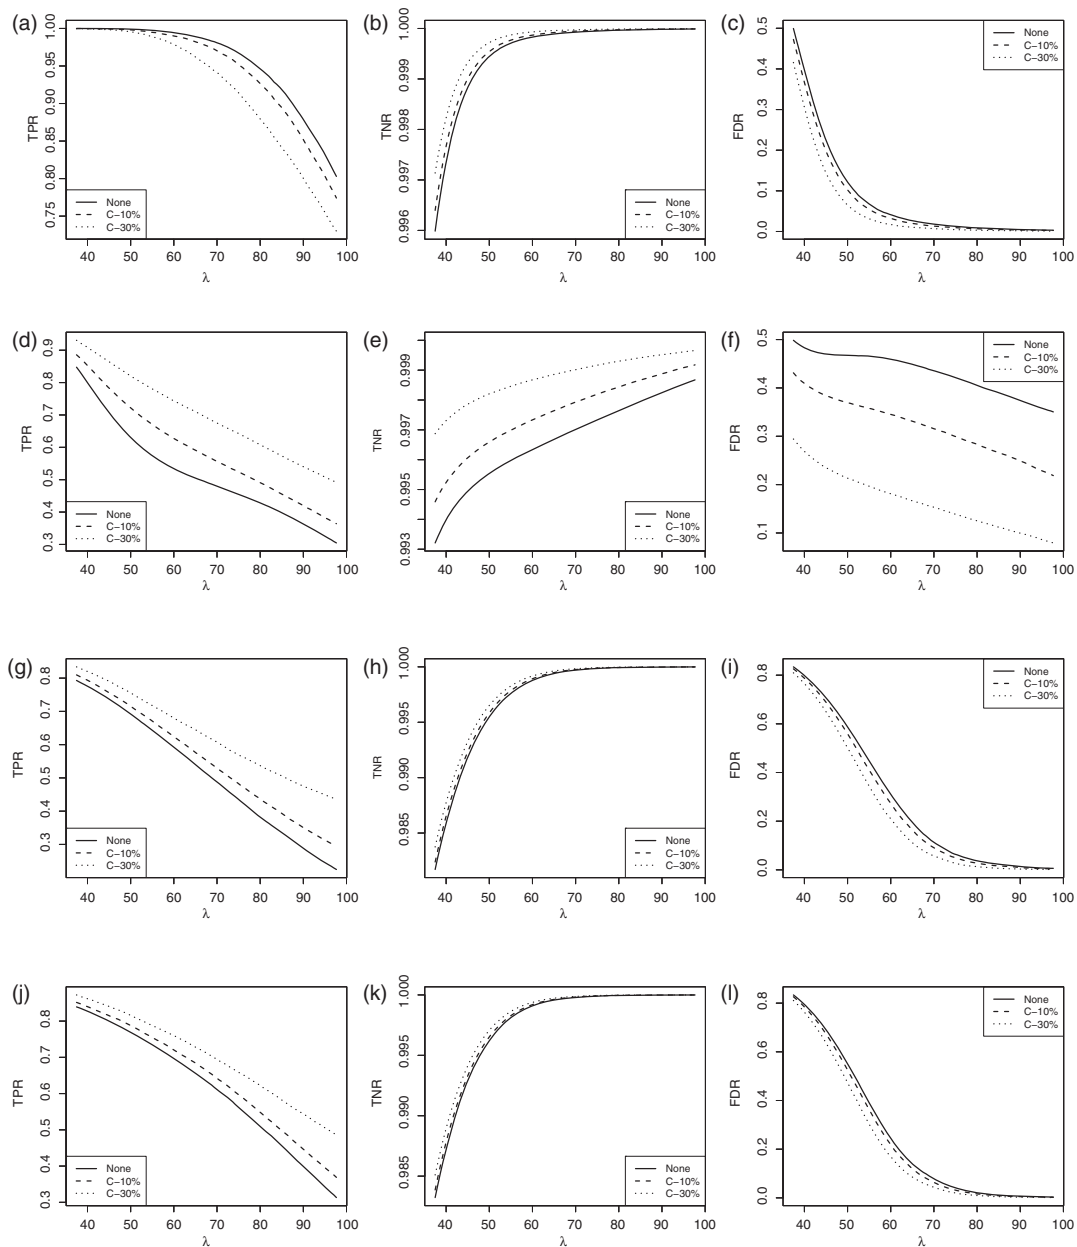 (a)
TPR
0.75 0.80 0.85 0.90 0.95 1.00
None
C−10%
C−30%
40 50 60 70 80 90 100
λ
(b)
TNR
0.996 0.997 0.998 0.999 1.000
None
C−10%
C−30%
40 50 60 70 80 90 100
λ
(c)
FDR
0.0 0.1 0.2 0.3 0.4 0.5
None
C−10%
C−30%
40 50 60 70 80 90 100
λ
(d)
TPR
0.3 0.4 0.5 0.6 0.7 0.8 0.9
None
C−10%
C−30%
40 50 60 70 80 90 100
λ
(e)
TNR
0.993 0.995 0.997 0.999
None
C−10%
C−30%
40 50 60 70 80 90 100
λ
(f)
FDR
0.1 0.2 0.3 0.4 0.5
None
C−10%
C−30%
40 50 60 70 80 90 100
λ
(g)
TPR
0.3 0.4 0.5 0.6 0.7 0.8
None
C−10%
C−30%
40 50 60 70 80 90 100
λ
(h)
TNR
0.985 0.990 0.995 1.000
None
C−10%
C−30%
40 50 60 70 80 90 100
λ
(i)
FDR
0.0 0.2 0.4 0.6 0.8
None
C−10%
C−30%
40 50 60 70 80 90 100
λ
(j)
TPR
0.3 0.4 0.5 0.6 0.7 0.8
None
C−10%
C−30%
40 50 60 70 80 90 100
λ
(k)
TNR
0.985 0.990 0.995 1.000
None
C−10%
C−30%
40 50 60 70 80 90 100
λ
(l)
FDR
0.0 0.2 0.4 0.6 0.8
None
C−10%
C−30%
40 50 60 70 80 90 100
λ